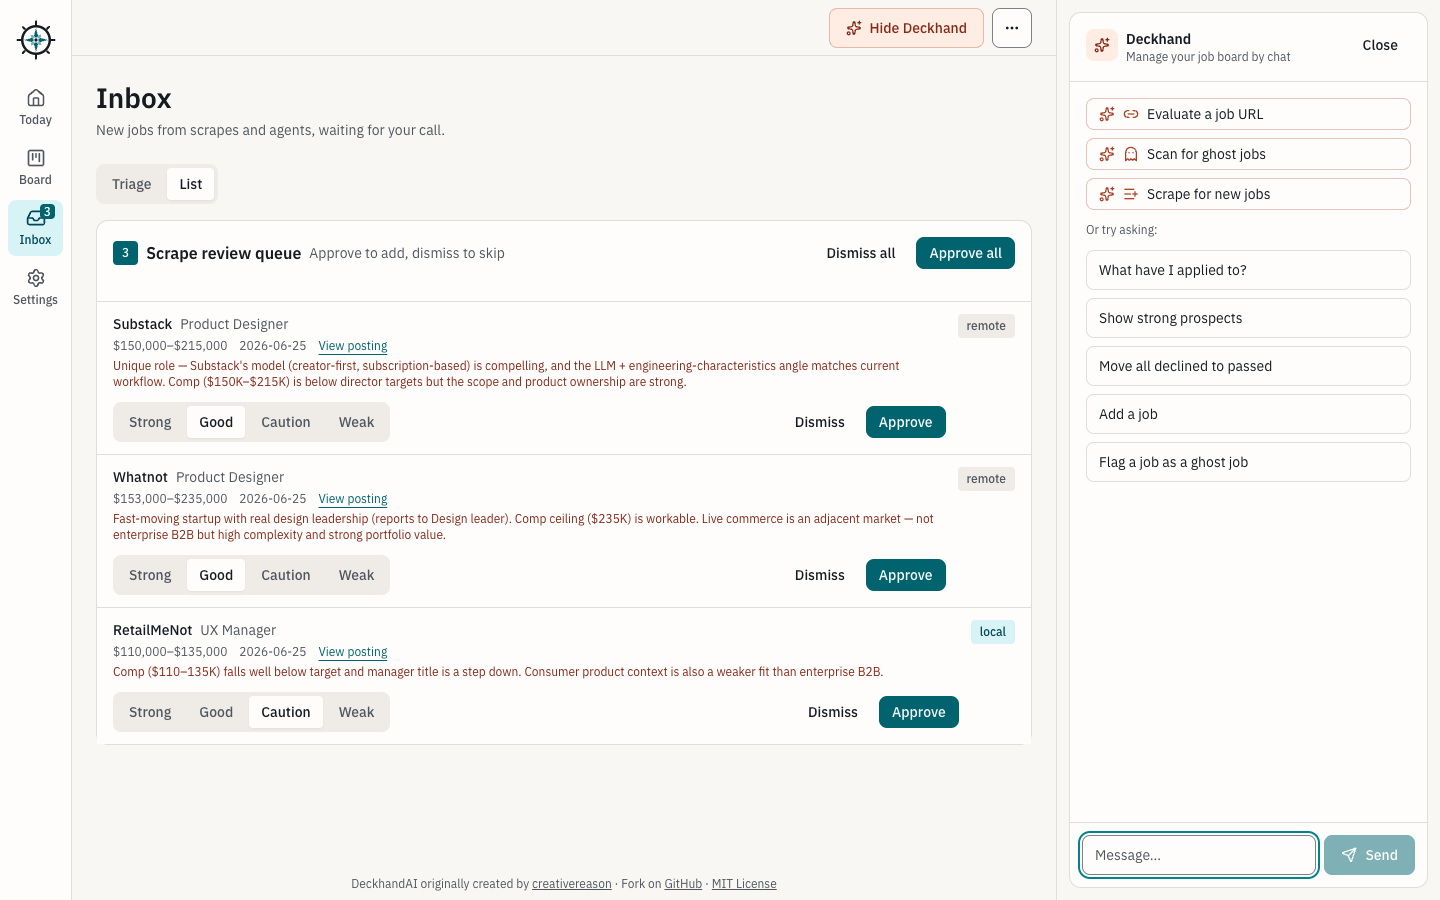 Hide Deckhand
Today
Board
3
Inbox
Settings
Inbox
New jobs from scrapes and agents, waiting for your call.
Triage
List
3 Scrape review queue Approve to add, dismiss to skip
Dismiss all
Approve all
Substack Product Designer
remote
$150,000–$215,000 2026-06-25 View posting
Unique role — Substack's model (creator-first, subscription-based) is compelling, and the LLM + engineering-characteristics angle matches current
workflow. Comp ($150K–$215K) is below director targets but the scope and product ownership are strong.
Strong Good Caution Weak
Dismiss Approve
Whatnot Product Designer
remote
$153,000–$235,000 2026-06-25 View posting
Fast-moving startup with real design leadership (reports to Design leader). Comp ceiling ($235K) is workable. Live commerce is an adjacent market — not
enterprise B2B but high complexity and strong portfolio value.
Strong Good Caution Weak
Dismiss Approve
RetailMeNot UX Manager
local
$110,000–$135,000 2026-06-25 View posting
Comp ($110–135K) falls well below target and manager title is a step down. Consumer product context is also a weaker fit than enterprise B2B.
Strong Good Caution Weak
Dismiss Approve
DeckhandAI originally created by creativereason · Fork on GitHub · MIT License
Deckhand
Manage your job board by chat
Close
Evaluate a job URL
Scan for ghost jobs
Scrape for new jobs
Or try asking:
What have I applied to?
Show strong prospects
Move all declined to passed
Add a job
Flag a job as a ghost job
Message...
Send